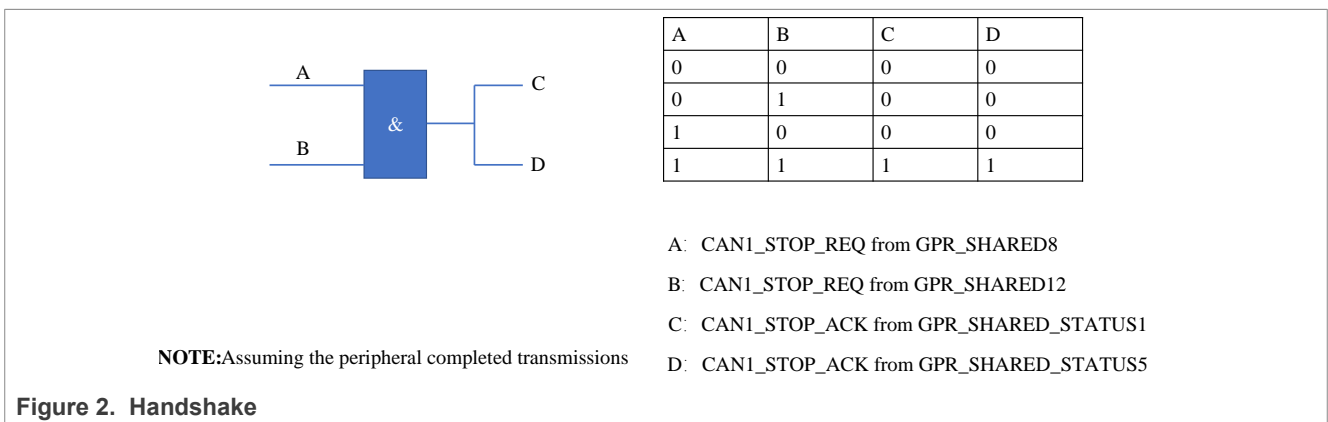 A
B
&
C
D
A B C D
0 0 0 0
0 1 0 0
1 0 0 0
1 1 1 1
A: CAN1_STOP_REQ from GPR_SHARED8
B: CAN1_STOP_REQ from GPR_SHARED12
C: CAN1_STOP_ACK from GPR_SHARED_STATUS1
D: CAN1_STOP_ACK from GPR_SHARED_STATUS5
NOTE:Assuming the peripheral completed transmissions
Figure 2. Handshake